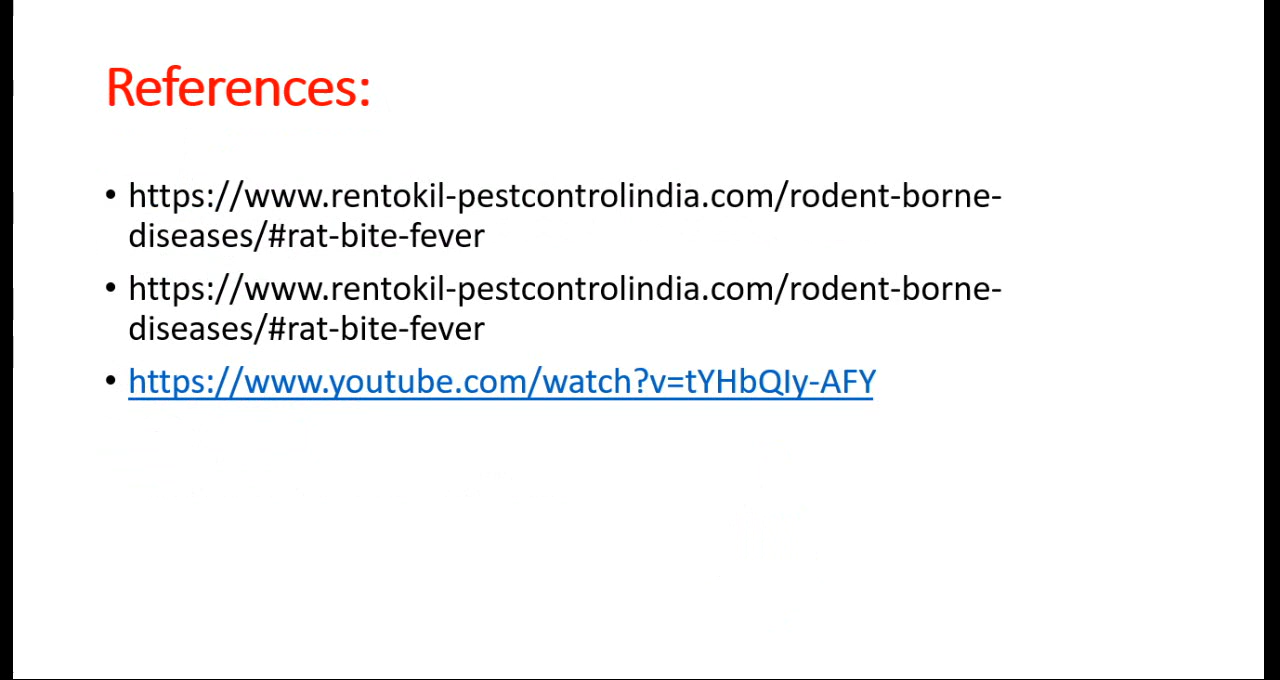 References:
• https://www.rentokil-pestcontrolindia.com/rodent-borne-
diseases/#rat-bite-fever
• https://www.rentokil-pestcontrolindia.com/rodent-borne-
diseases/#rat-bite-fever
• https://www.youtube.com/watch?v=tYHbQIy-AFY